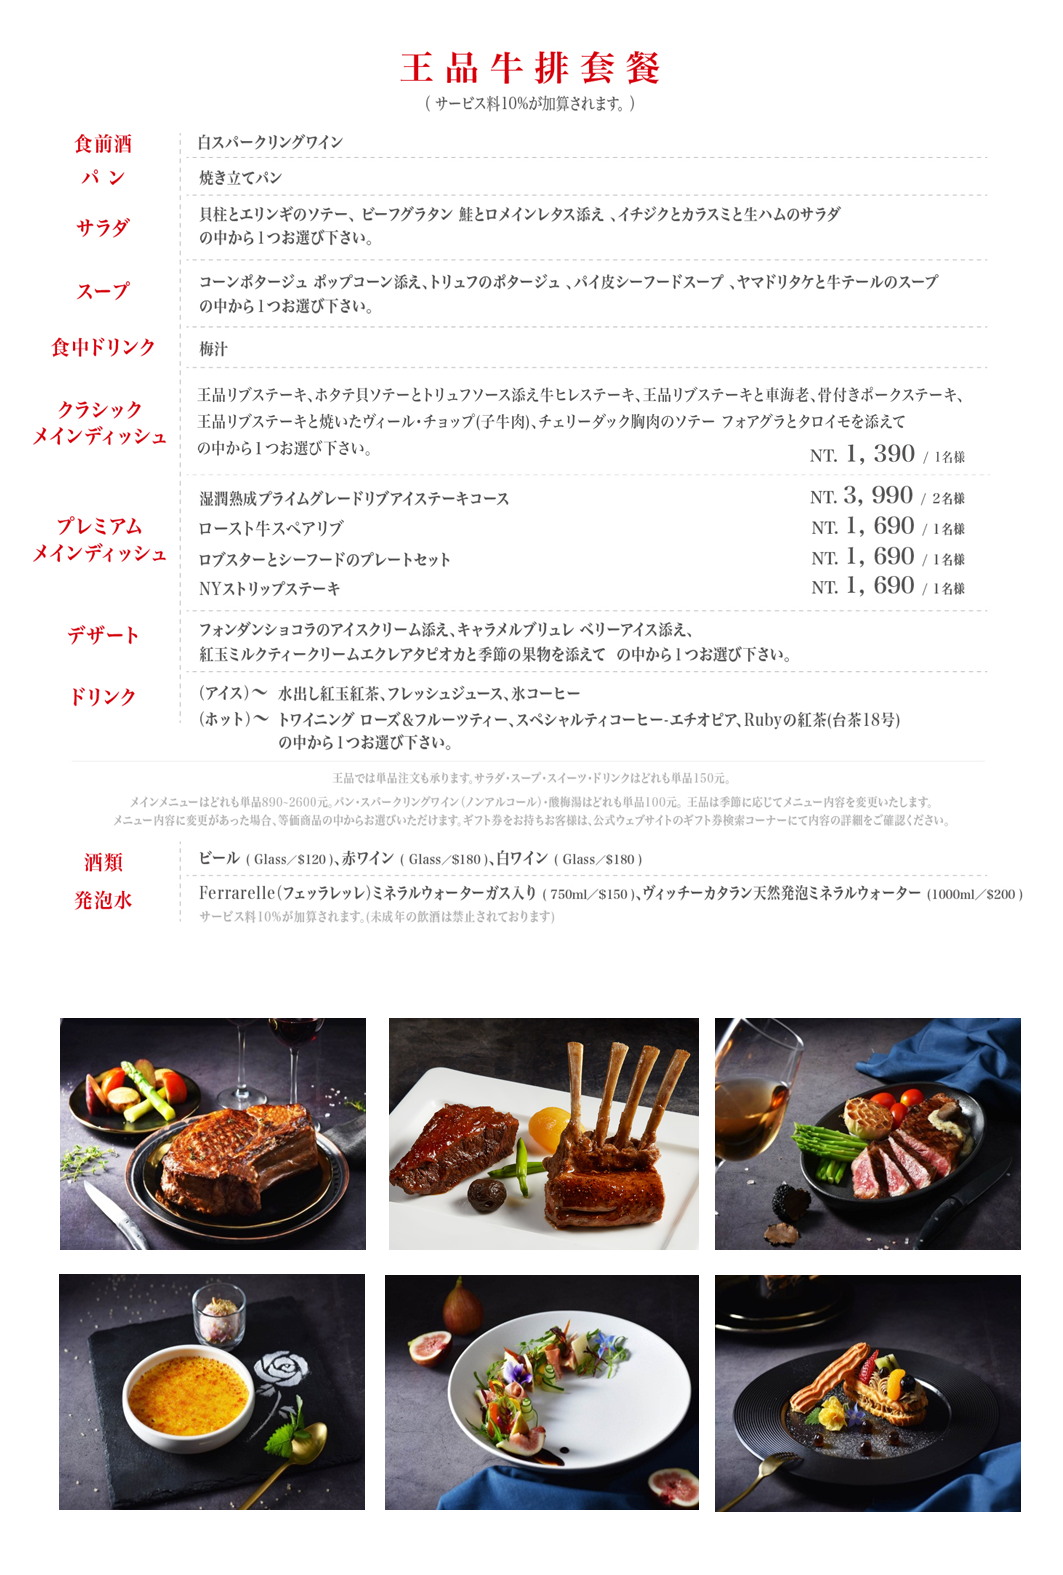 王品牛排套餐
( サービス料10%が加算されます。)
食前酒
白スパークリングワイン
パン
焼き立てパン
サラダ
貝柱とエリンギのソテー、ビーフグラタン 鮭とロメインレタス添え 、イチジクとカラスミと生ハムのサラダ
の中から1つお選び下さい。
スープ
コーンポタージュ ポップコーン添え、トリュフのポタージュ 、パイ皮シーフードスープ 、ヤマドリタケと牛テールのスープ
の中から1つお選び下さい。
食中ドリンク
梅汁
クラシック
メインディッシュ
王品リブステーキ、ホタテ貝ソテーとトリュフソース添え牛ヒレステーキ、王品リブステーキと車海老、骨付きポークステーキ、
王品リブステーキと焼いたヴィール・チョップ(子牛肉)、チェリーダック胸肉のソテー フォアグラとタロイモを添えて
の中から1つお選び下さい。
NT. 1, 390 / 1名様
プレミアム
メインディッシュ
湿潤熟成プライムグレードリブアイステーキコース NT. 3, 990 / 2名様
ロースト牛スペアリブ NT. 1, 690 / 1名様
ロブスターとシーフードのプレートセット NT. 1, 690 / 1名様
NYストリップステーキ NT. 1, 690 / 1名様
デザート
フォンダンショコラのアイスクリーム添え、キャラメルブリュレ ベリーアイス添え、
紅玉ミルクティークリームエクレアタピオカと季節の果物を添えて の中から1つお選び下さい。
ドリンク
(アイス)〜 水出し紅玉紅茶、フレッシュジュース、氷コーヒー
(ホット)〜 トワイニング ローズ&フルーツティー、スペシャルティコーヒー-エチオピア、Rubyの紅茶(台茶18号)
の中から1つお選び下さい。
王品では単品注文も承ります。サラダ・スープ・スイーツ・ドリンクはどれも単品150元。
メインメニューはどれも単品890-2600元。パン・スパークリングワイン(ノンアルコール)・酸梅湯はどれも単品100元。 王品は季節に応じてメニュー内容を変更いたします。
メニュー内容に変更があった場合、等価商品の中からお選びいただけます。ギフト券をお持ちお客様は、公式ウェブサイトのギフト券検索コーナーにて内容の詳細をご確認ください。
酒類
ビール ( Glass／$120 )、赤ワイン ( Glass／$180 )、白ワイン ( Glass／$180 )
発泡水
Ferrarelle(フェッラレッレ)ミネラルウォーターガス入り ( 750ml／$150 )、ヴィッチーカタラン天然発泡ミネラルウォーター (1000ml／$200 )
サービス料10%が加算されます。(未成年の飲酒は禁止されております)